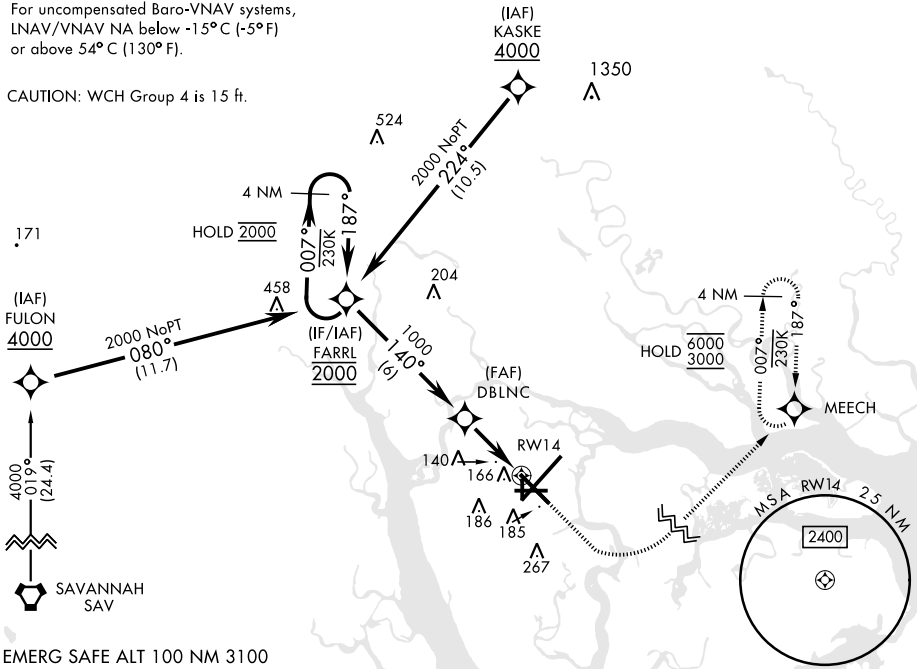 For uncompensated Baro-VNAV systems,
LNAV/VNAV NA below -15°C (-5°F)
or above 54°C (130°F).
CAUTION: WCH Group 4 is 15 ft.
(IAF)
KASKE
4000
1350
524
2000 NoPT
224°
(10.5)
4 NM
HOLD 2000
007°
230K
187°
171
458
204
(IAF)
FULON
4000
2000 NoPT
080°
(11.7)
(IF/IAF)
FARRL
2000
1000
140°
(6)
(FAF)
DBLNC
4 NM
HOLD 6000
3000
007°
230K
187°
MEECH
RW14
140
166
186
185
267
4000
019°
(24.4)
SAVANNAH
SAV
MSA RW14 25 NM
2400
EMERG SAFE ALT 100 NM 3100